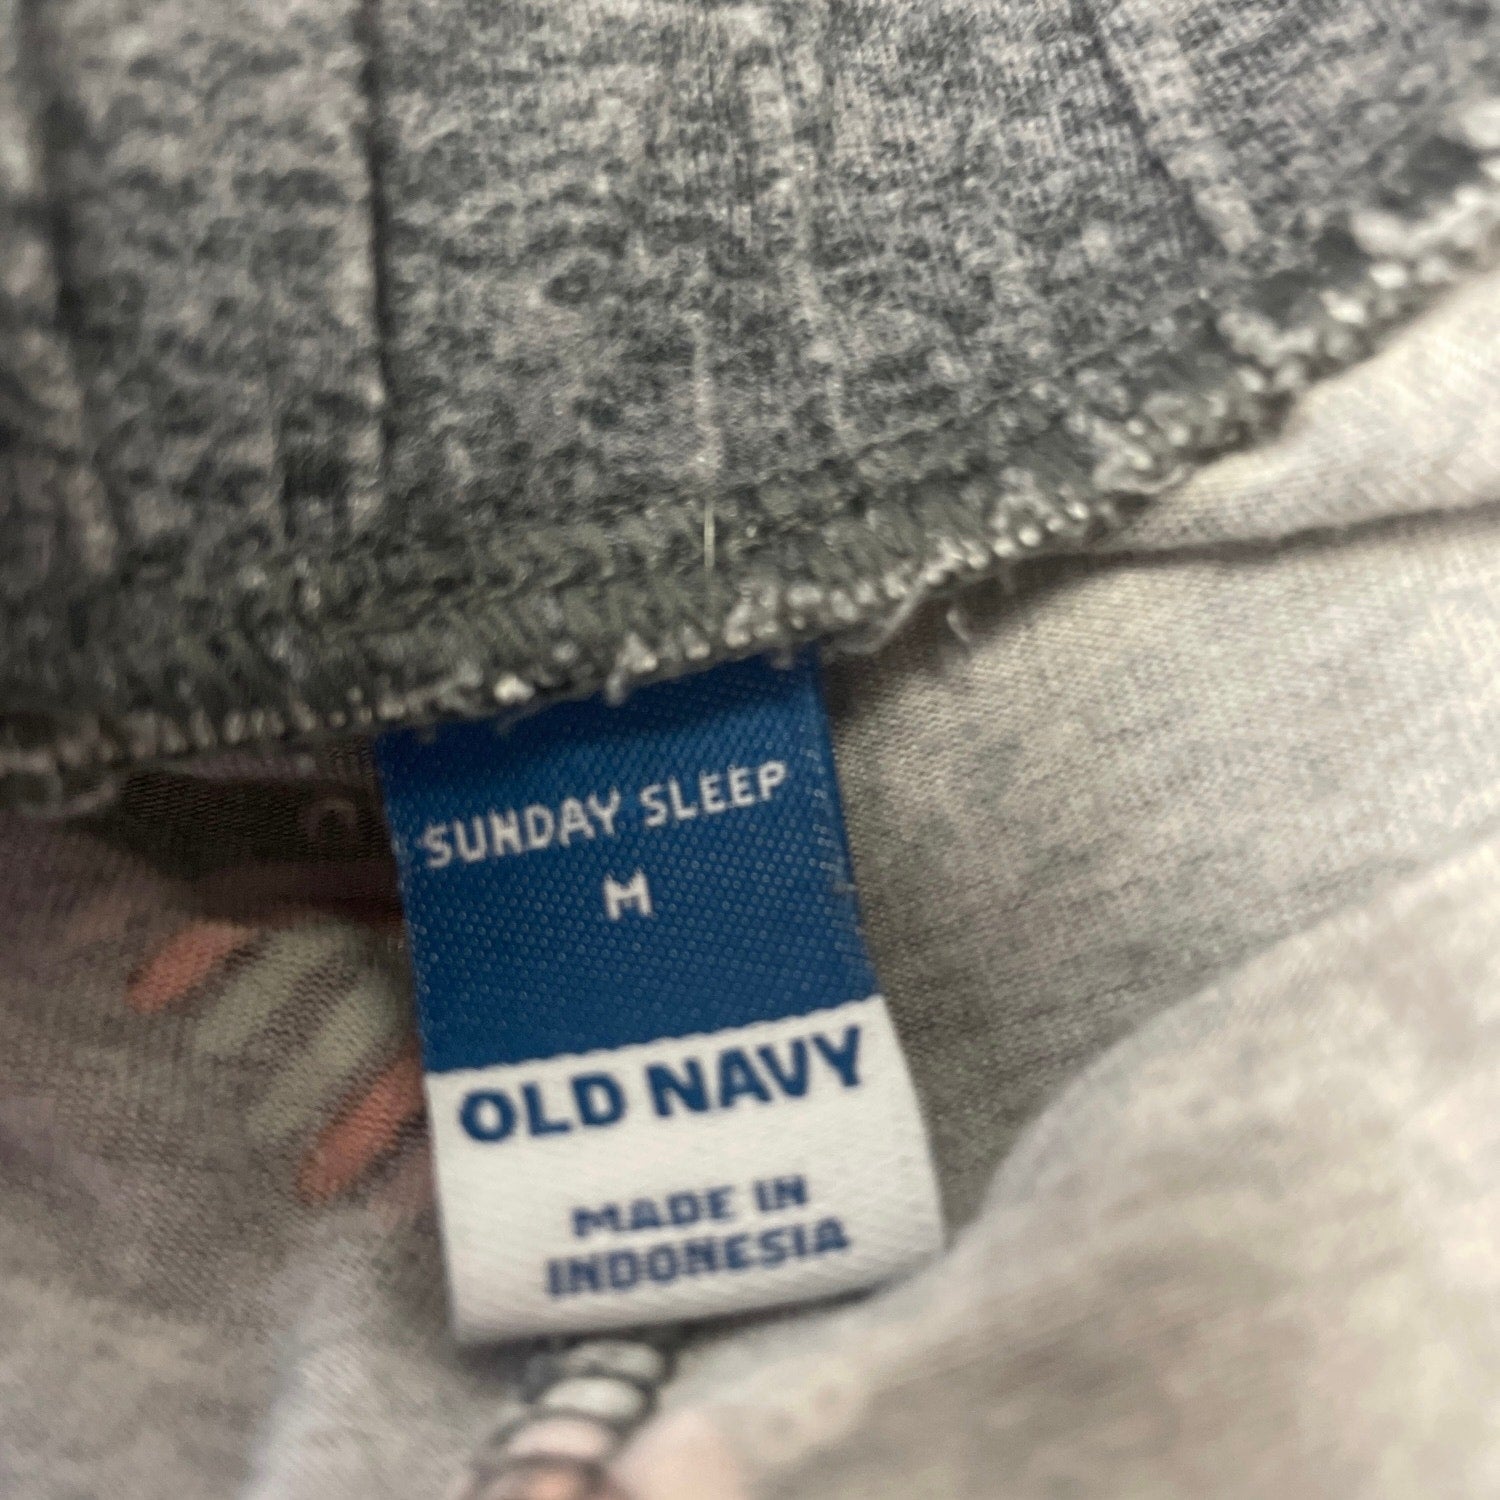 SUNDAY SLEEP
M
OLD NAVY
MADE IN
INDONESIA